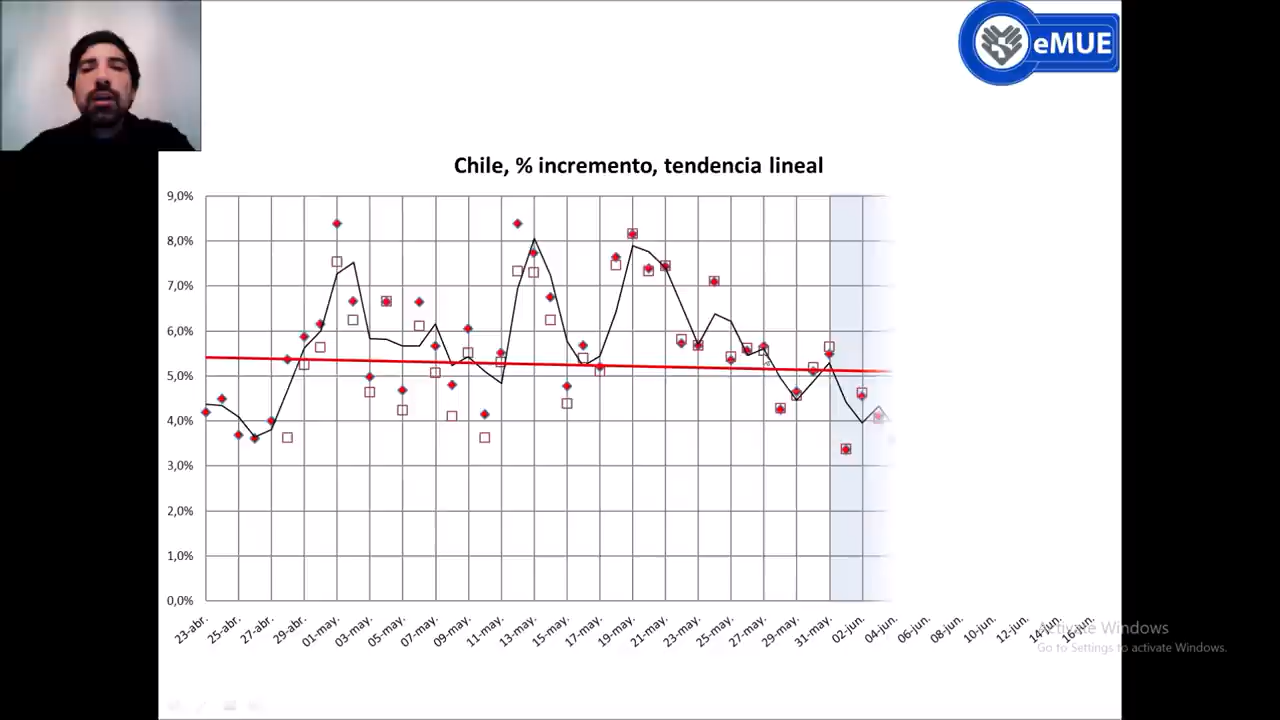 eMUE
Chile, % incremento, tendencia lineal
9,0%
8,0%
7,0%
6,0%
5,0%
4,0%
3,0%
2,0%
1,0%
0,0%
23-abr.
25-abr.
27-abr.
29-abr.
01-may.
03-may.
05-may.
07-may.
09-may.
11-may.
13-may.
15-may.
17-may.
19-may.
21-may.
23-may.
25-may.
27-may.
29-may.
31-may.
02-jun.
04-jun.
06-jun.
08-jun.
10-jun.
12-jun.
14-jun.
16-jun.
Activate Windows
Go to Settings to activate Windows.